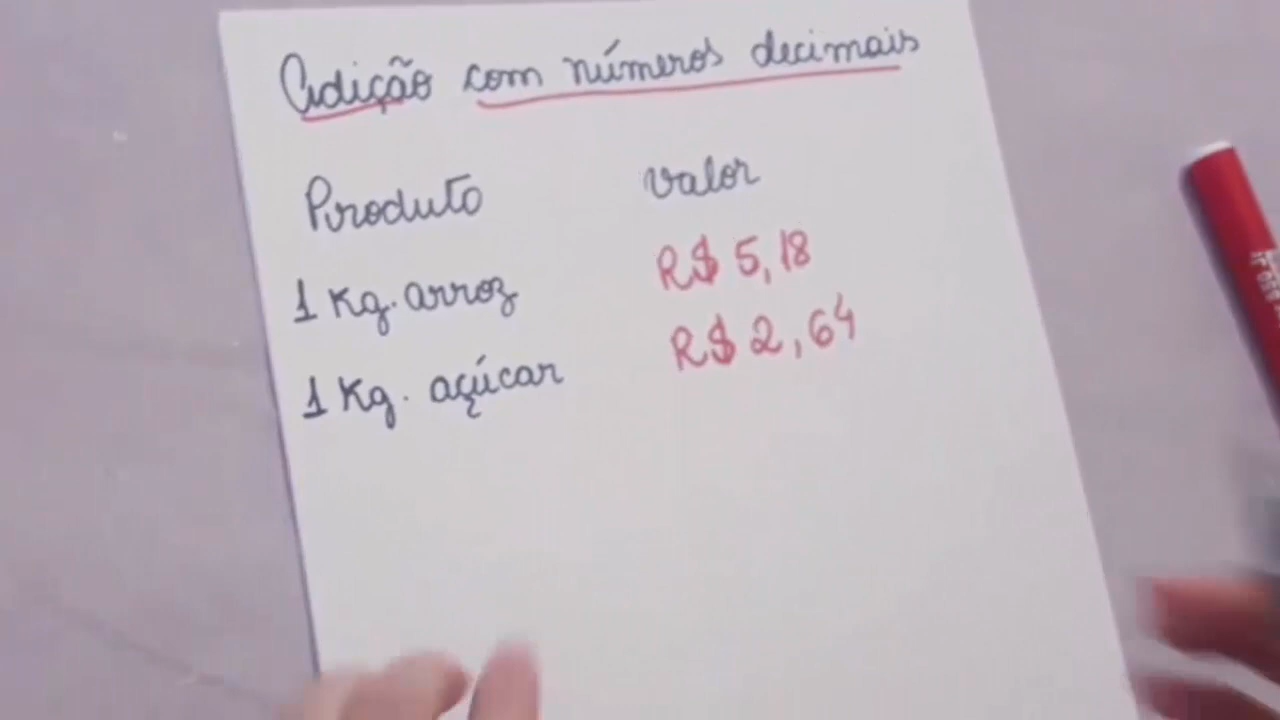 Adição com números decimais
Produto Valor
1 Kg. arroz R$ 5,18
1 Kg. açúcar R$ 2,64